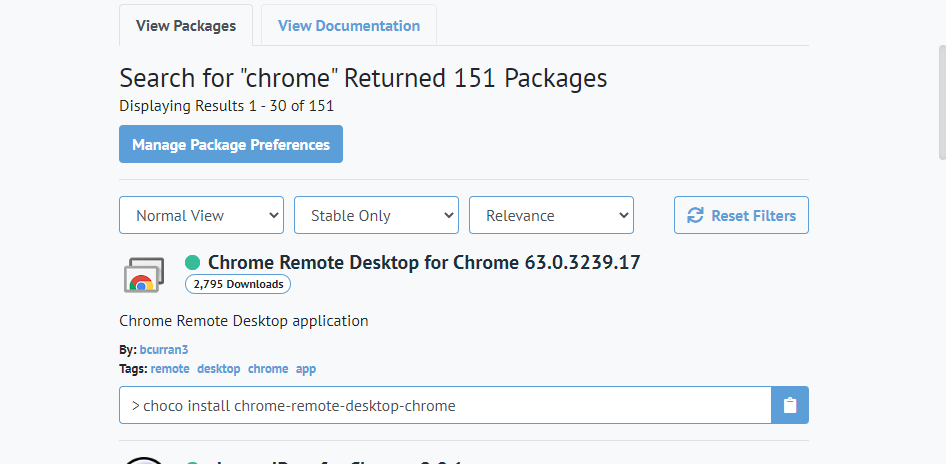 View Packages
View Documentation
Search for "chrome" Returned 151 Packages
Displaying Results 1 - 30 of 151
Manage Package Preferences
Normal View
Stable Only
Relevance
Reset Filters
Chrome Remote Desktop for Chrome 63.0.3239.17
2,795 Downloads
Chrome Remote Desktop application
By: bcurran3
Tags: remote desktop chrome app
> choco install chrome-remote-desktop-chrome